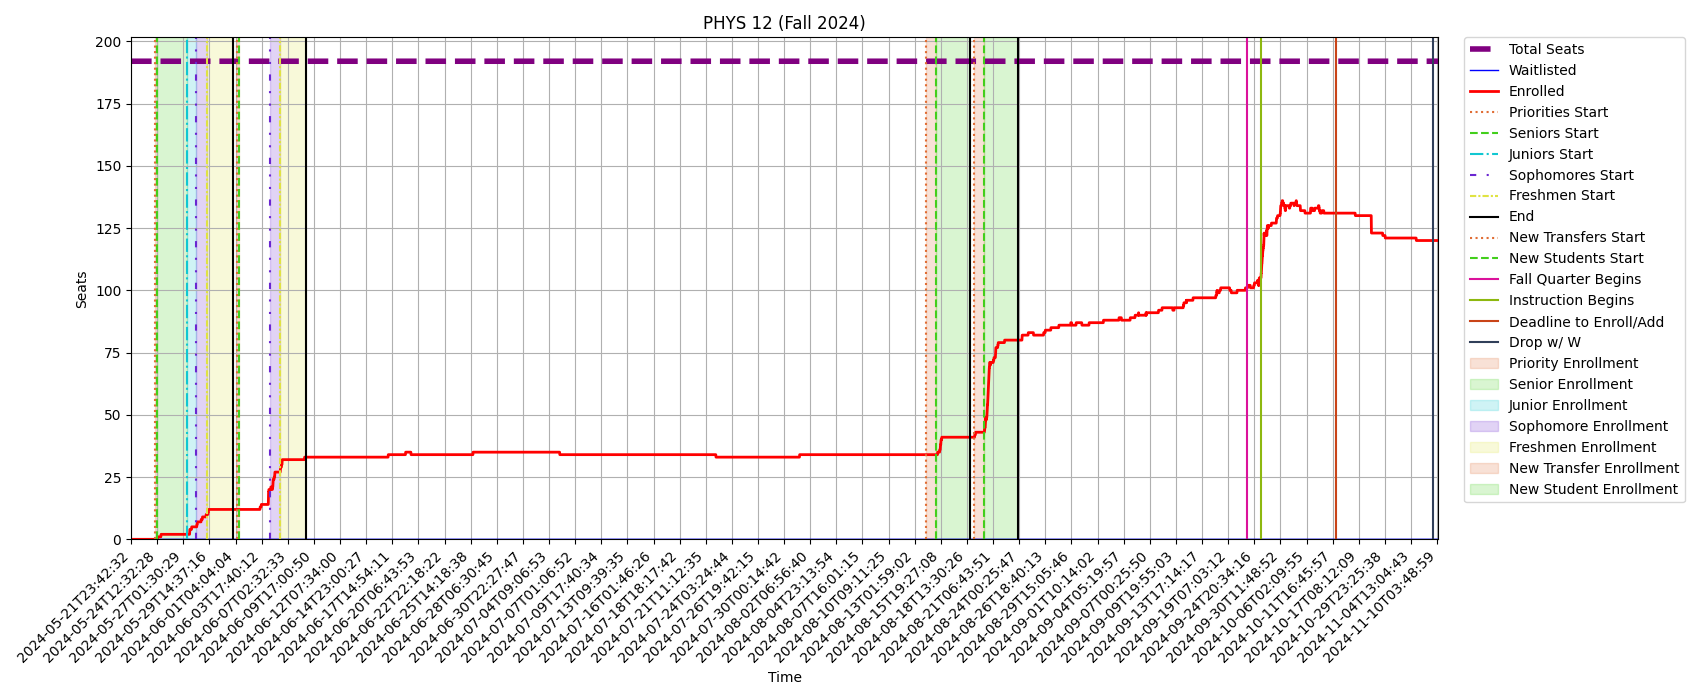 PHYS 12 (Fall 2024)
Seats
200
175
150
125
100
75
50
25
0
2024-05-21T23:42:32
2024-05-24T12:32:28
2024-05-27T01:30:29
2024-05-29T14:37:16
2024-06-01T04:04:04
2024-06-03T17:40:12
2024-06-07T02:32:33
2024-06-09T17:00:50
2024-06-12T07:34:00
2024-06-14T23:00:27
2024-06-17T14:54:11
2024-06-20T06:43:53
2024-06-22T22:18:22
2024-06-25T14:18:38
2024-06-28T06:30:45
2024-06-30T22:27:47
2024-07-04T09:06:53
2024-07-07T01:06:52
2024-07-09T17:40:34
2024-07-13T09:39:35
2024-07-16T01:46:26
2024-07-18T18:17:42
2024-07-21T11:12:35
2024-07-24T03:24:44
2024-07-26T19:42:15
2024-07-30T00:14:42
2024-08-02T06:56:40
2024-08-04T23:13:54
2024-08-07T16:01:15
2024-08-10T09:11:25
2024-08-13T01:59:02
2024-08-15T19:27:08
2024-08-18T13:30:26
2024-08-21T06:43:51
2024-08-24T00:25:47
2024-08-26T18:40:13
2024-08-29T15:05:46
2024-09-01T10:14:02
2024-09-04T05:19:57
2024-09-07T00:25:50
2024-09-09T19:55:03
2024-09-13T17:14:17
2024-09-19T07:03:12
2024-09-24T20:34:16
2024-09-30T11:48:52
2024-10-06T02:09:55
2024-10-11T16:45:57
2024-10-17T08:12:09
2024-10-29T23:25:38
2024-11-04T13:04:43
2024-11-10T03:48:59
Time
Total Seats
Waitlisted
Enrolled
Priorities Start
Seniors Start
Juniors Start
Sophomores Start
Freshmen Start
End
New Transfers Start
New Students Start
Fall Quarter Begins
Instruction Begins
Deadline to Enroll/Add
Drop w/ W
Priority Enrollment
Senior Enrollment
Junior Enrollment
Sophomore Enrollment
Freshmen Enrollment
New Transfer Enrollment
New Student Enrollment